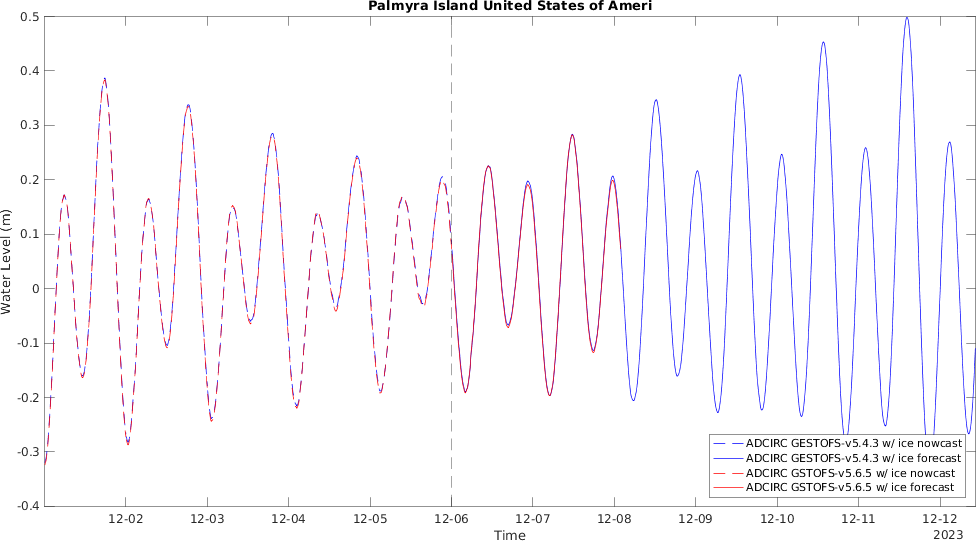 Palmyra Island United States of Ameri
0.5
0.4
0.3
0.2
0.1
0
-0.1
-0.2
-0.3
-0.4
Water Level (m)
12-02 12-03 12-04 12-05 12-06 12-07 12-08 12-09 12-10 12-11 12-12
2023
Time
ADCIRC GESTOFS-v5.4.3 w/ ice nowcast
ADCIRC GESTOFS-v5.4.3 w/ ice forecast
ADCIRC GSTOFS-v5.6.5 w/ ice nowcast
ADCIRC GSTOFS-v5.6.5 w/ ice forecast